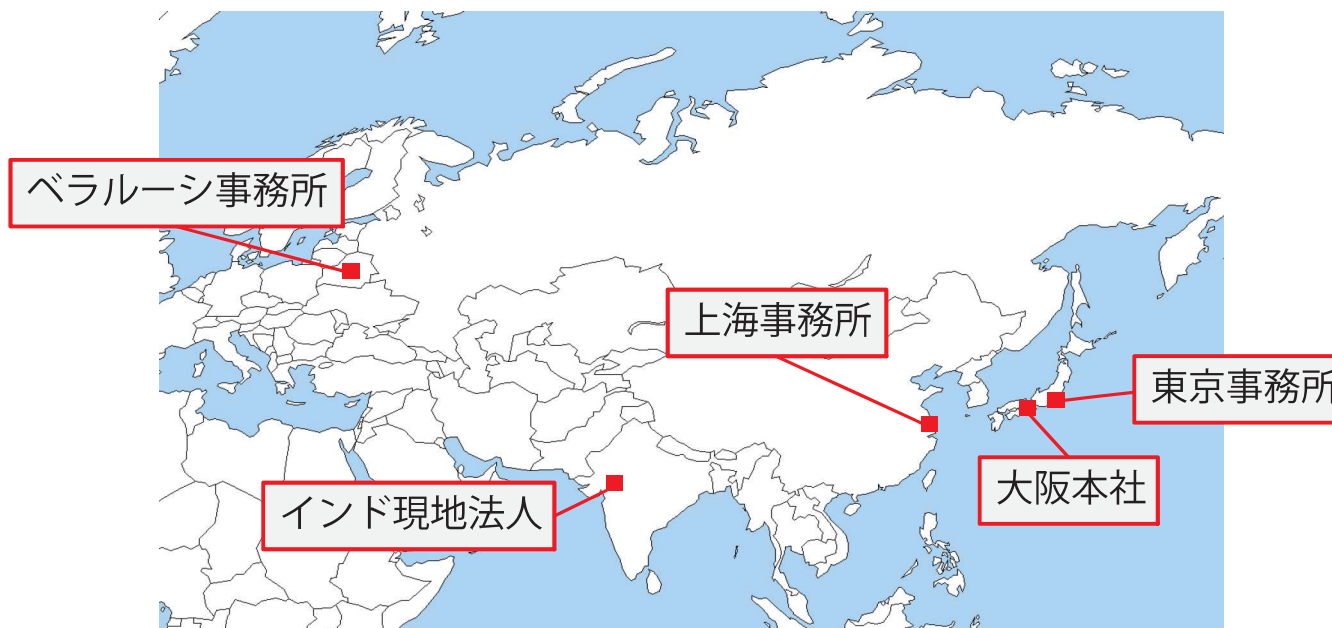 ベラルーシ事務所
上海事務所
東京事務所
大阪本社
インド現地法人